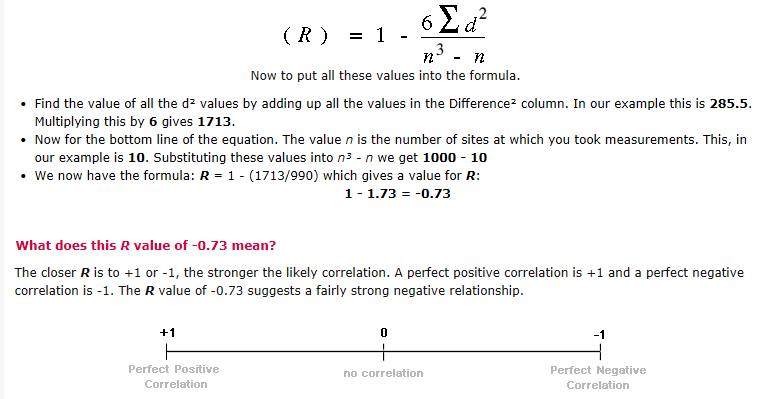 ( R ) = 1 - 6 ∑ d² / n³ - n
Now to put all these values into the formula.
• Find the value of all the d² values by adding up all the values in the Difference² column. In our example this is 285.5.
Multiplying this by 6 gives 1713.
• Now for the bottom line of the equation. The value n is the number of sites at which you took measurements. This, in
our example is 10. Substituting these values into n³ - n we get 1000 - 10
• We now have the formula: R = 1 - (1713/990) which gives a value for R:
1 - 1.73 = -0.73
What does this R value of -0.73 mean?
The closer R is to +1 or -1, the stronger the likely correlation. A perfect positive correlation is +1 and a perfect negative
correlation is -1. The R value of -0.73 suggests a fairly strong negative relationship.
+1 0 -1
Perfect Positive no correlation Perfect Negative
Correlation Correlation